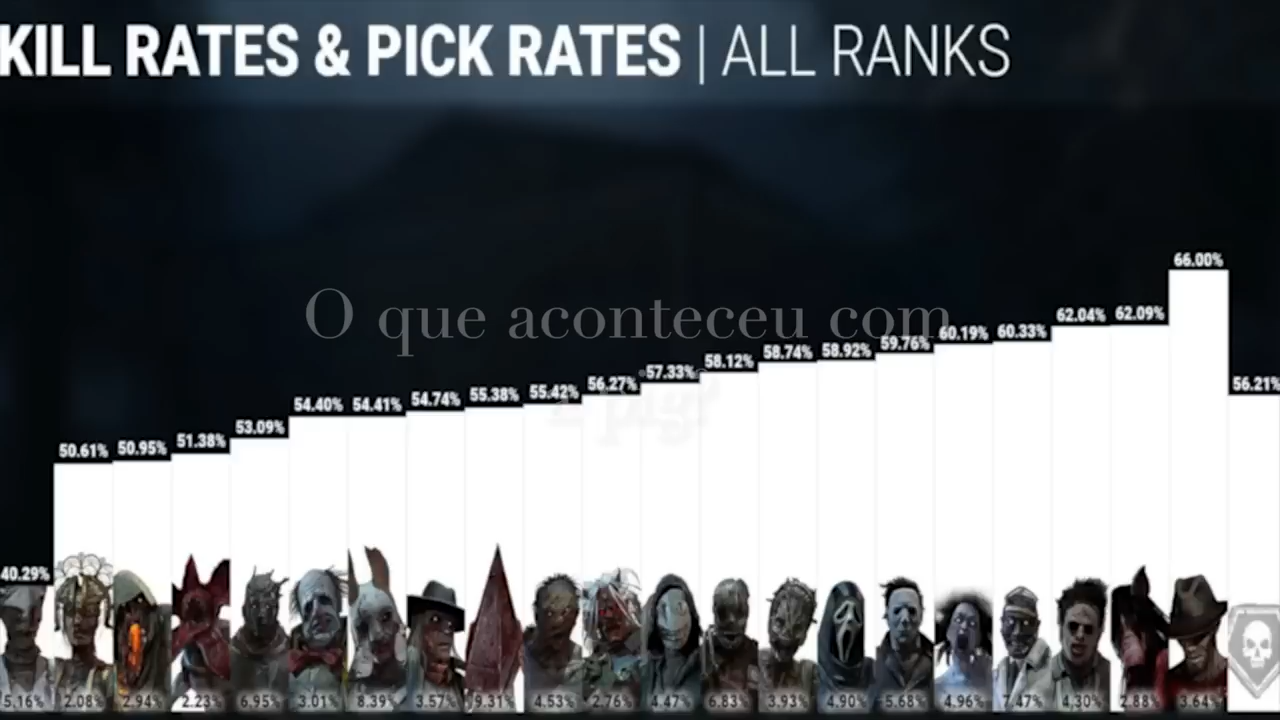 KILL RATES & PICK RATES | ALL RANKS
66.00%
O que aconteceu com
62.04% 62.09%
60.19% 60.33%
58.12% 58.74% 58.92% 59.76%
56.27% 57.33%
56.21%
54.40% 54.41% 54.74% 55.38% 55.42%
50.61% 50.95% 51.38% 53.09%
40.29%
5.16% 2.08% 2.94% 2.23% 6.95% 3.01% 8.39% 3.57% 9.31% 4.53% 2.76% 4.47% 6.83% 3.93% 4.90% 5.68% 4.96% 7.47% 4.30% 2.88% 3.64%